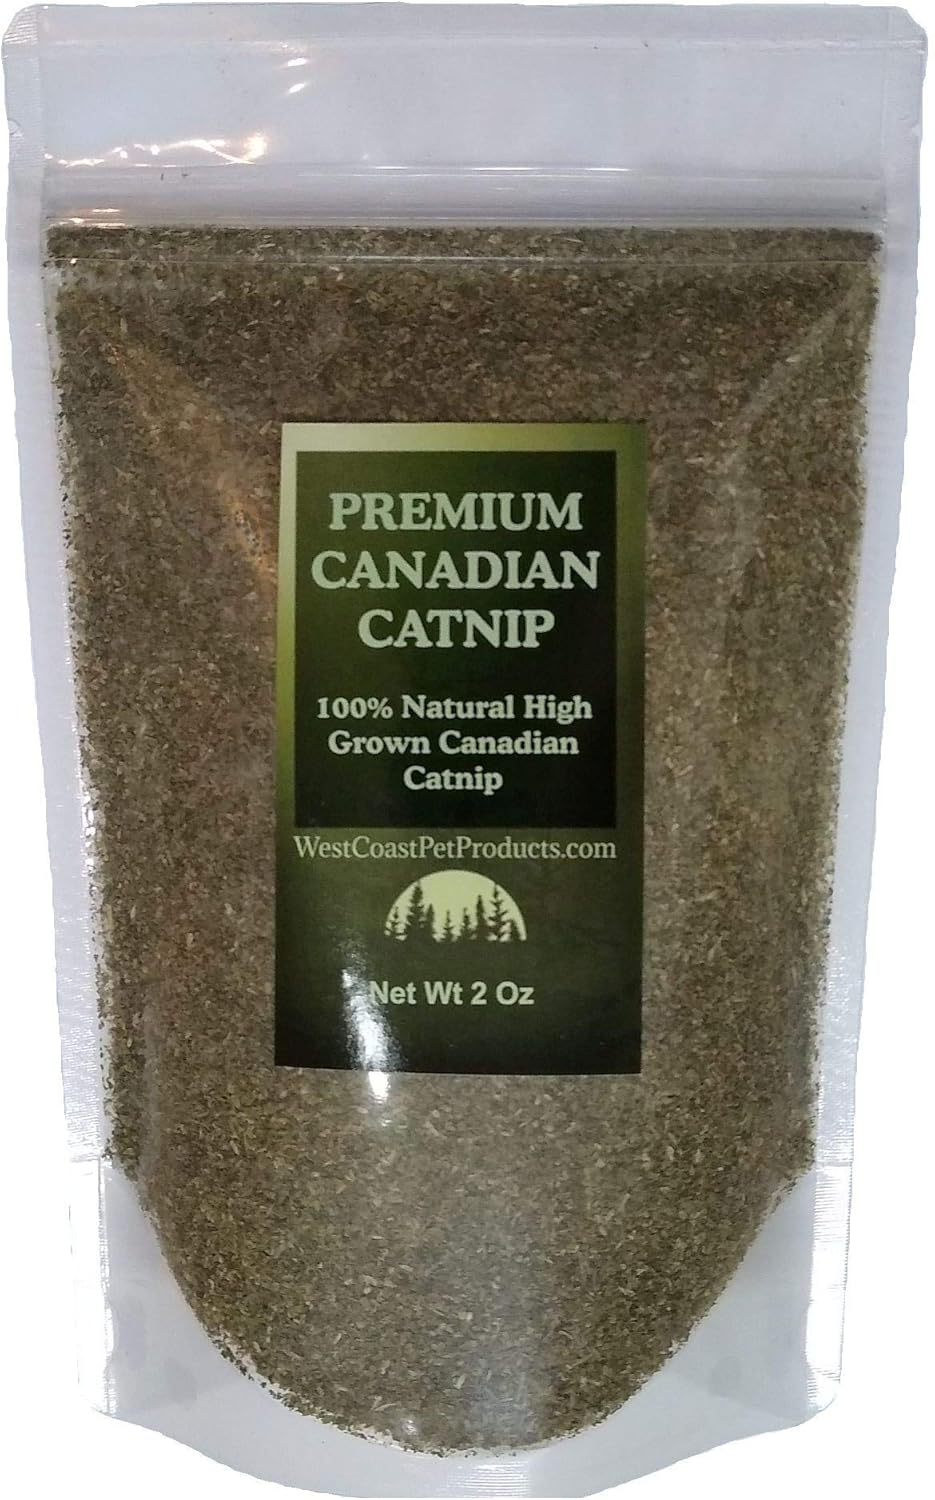 PREMIUM
CANADIAN
CATNIP
100% Natural High
Grown Canadian
Catnip
WestCoastPetProducts.com
Net Wt 2 Oz